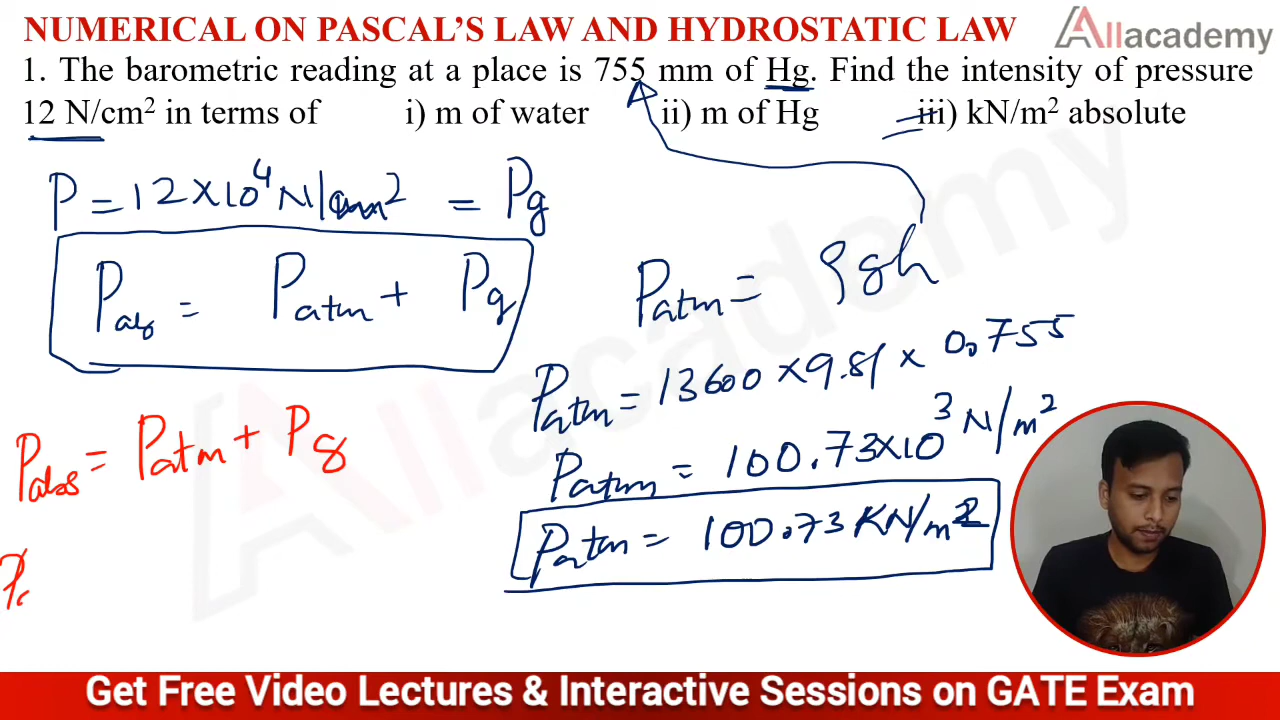 NUMERICAL ON PASCAL'S LAW AND HYDROSTATIC LAW
Allacademy
1. The barometric reading at a place is 755 mm of Hg. Find the intensity of pressure
12 N/cm² in terms of i) m of water ii) m of Hg iii) kN/m² absolute
P = 12 × 10⁴ N/m² = Pg
Pabs = Patm + Pg
Patm = ρgh
Patm = 13600 × 9.81 × 0.755
Patm = 100.73 × 10³ N/m²
Patm = 100.73 KN/m²
Pabs = Patm + Pg
Allacademy
Get Free Video Lectures & Interactive Sessions on GATE Exam